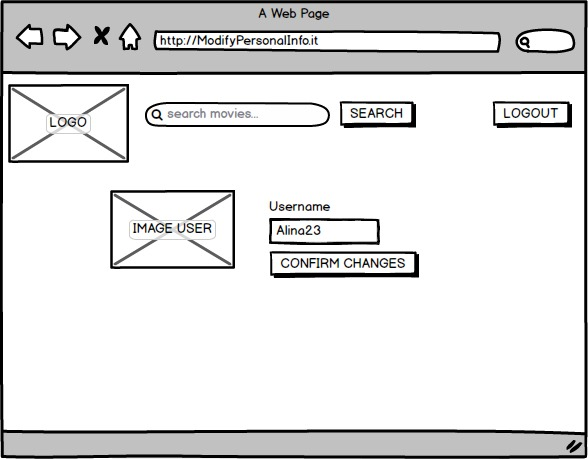 A Web Page
http://ModifyPersonalInfo.it
LOGO
search movies...
SEARCH
LOGOUT
IMAGE USER
Username
Alina23
CONFIRM CHANGES